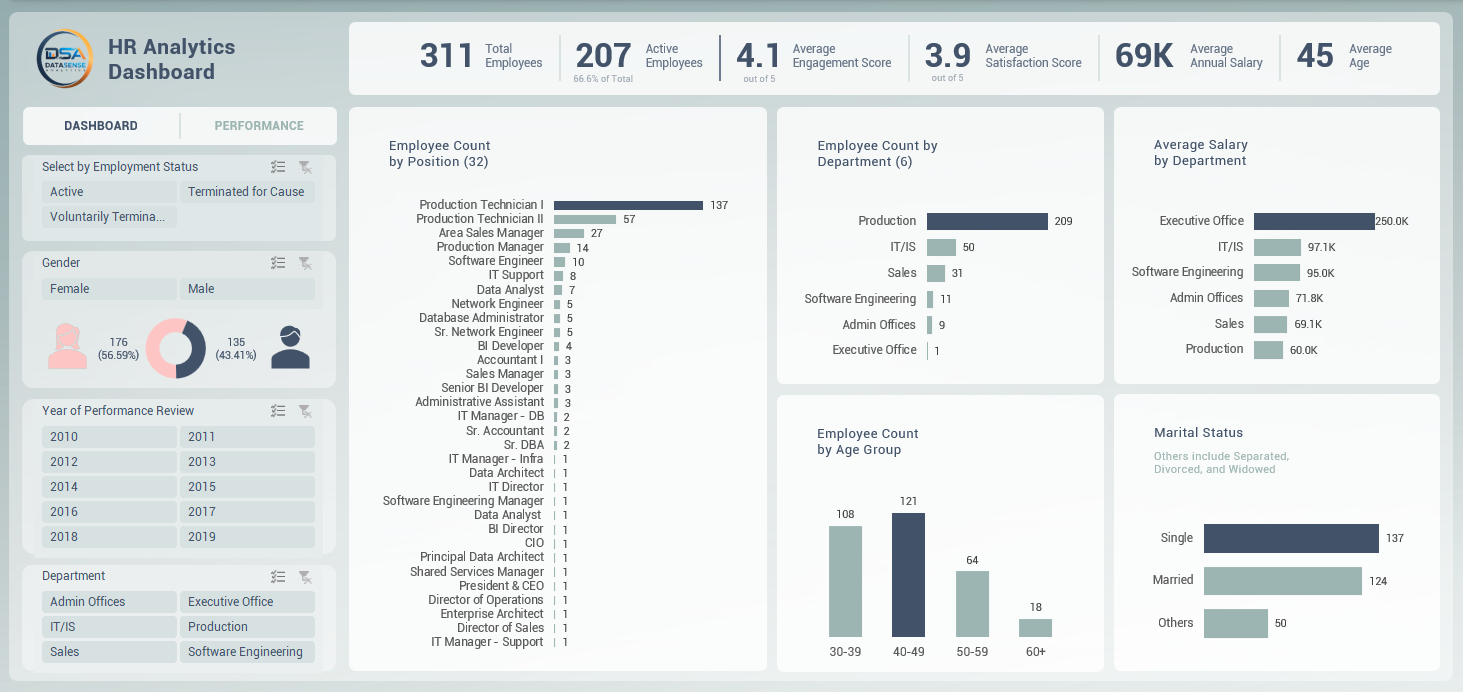 DSA
DATASENSE
ANALYTICS
HR Analytics
Dashboard
311 Total
Employees
207 Active
Employees
66.6% of Total
4.1 Average
Engagement Score
out of 5
3.9 Average
Satisfaction Score
out of 5
69K Average
Annual Salary
45 Average
Age
DASHBOARD
PERFORMANCE
Select by Employment Status
Active
Terminated for Cause
Voluntarily Termina...
Gender
Female
Male
176
(56.59%)
135
(43.41%)
Year of Performance Review
2010
2011
2012
2013
2014
2015
2016
2017
2018
2019
Department
Admin Offices
Executive Office
IT/IS
Production
Sales
Software Engineering
Employee Count
by Position (32)
Production Technician I 137
Production Technician II 57
Area Sales Manager 27
Production Manager 14
Software Engineer 10
IT Support 8
Data Analyst 7
Network Engineer 5
Database Administrator 5
Sr. Network Engineer 5
BI Developer 4
Accountant I 3
Sales Manager 3
Senior BI Developer 3
Administrative Assistant 3
IT Manager - DB 2
Sr. Accountant 2
Sr. DBA 2
IT Manager - Infra 1
Data Architect 1
IT Director 1
Software Engineering Manager 1
Data Analyst 1
BI Director 1
CIO 1
Principal Data Architect 1
Shared Services Manager 1
President & CEO 1
Director of Operations 1
Enterprise Architect 1
Director of Sales 1
IT Manager - Support 1
Employee Count by
Department (6)
Production 209
IT/IS 50
Sales 31
Software Engineering 11
Admin Offices 9
Executive Office 1
Average Salary
by Department
Executive Office 250.0K
IT/IS 97.1K
Software Engineering 95.0K
Admin Offices 71.8K
Sales 69.1K
Production 60.0K
Employee Count
by Age Group
108
121
64
18
30-39
40-49
50-59
60+
Marital Status
Others include Separated,
Divorced, and Widowed
Single 137
Married 124
Others 50